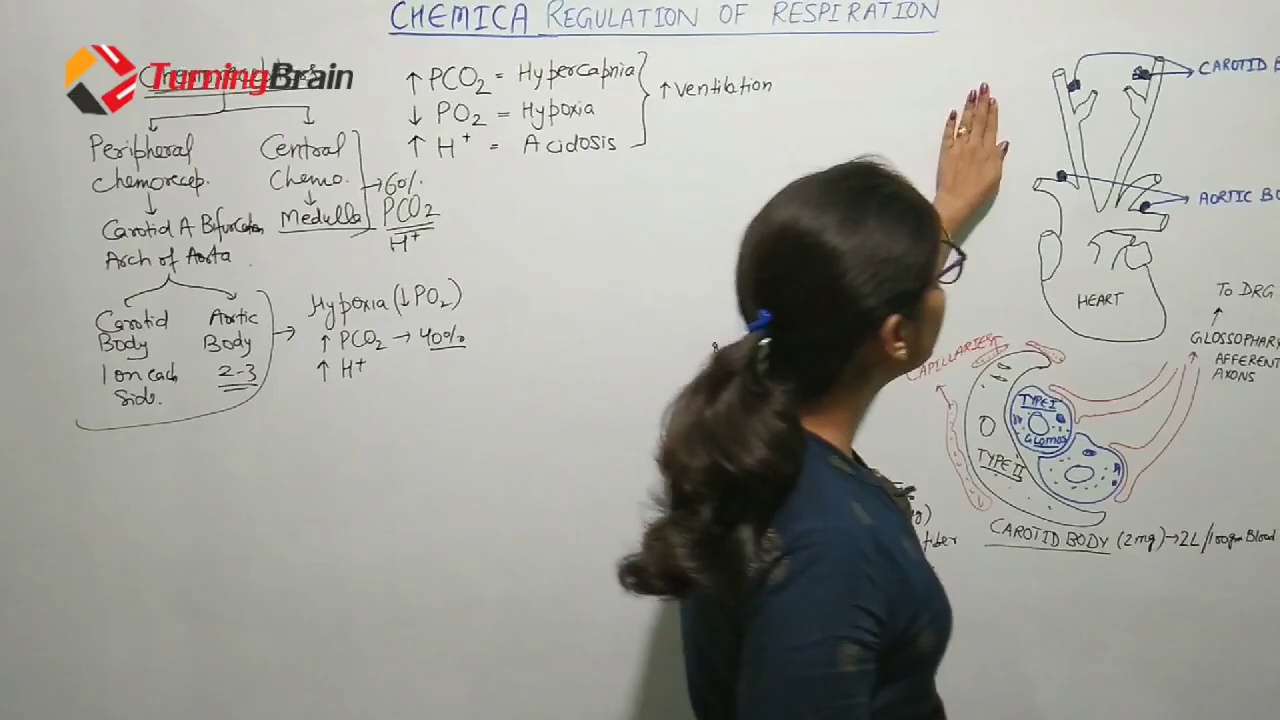 CHEMICA REGULATION OF RESPIRATION
TurningBrain
Peripheral
chemorecep.
Carotid A Bifurcation
Arch of Aorta
Central
Chemo.
Medulla
→ 60%.
PCO2
H+
Carotid
Body
1 on each
side.
Aortic
Body
2-3
Hypoxia (↓PO2)
↑ PCO2 → 40%
↑ H+
↑ PCO2 = Hypercapnia
↓ PO2 = Hypoxia
↑ H+ = Acidosis
↑ ventilation
CAROTID B
AORTIC BO
HEART
TO DRG
GLOSSOPHARY
AFFERENT
AXONS
CAPILLARIES
TYPE I
GLOMUS
TYPE II
fiber
CAROTID BODY (2mg) → 2L/100gm Blood